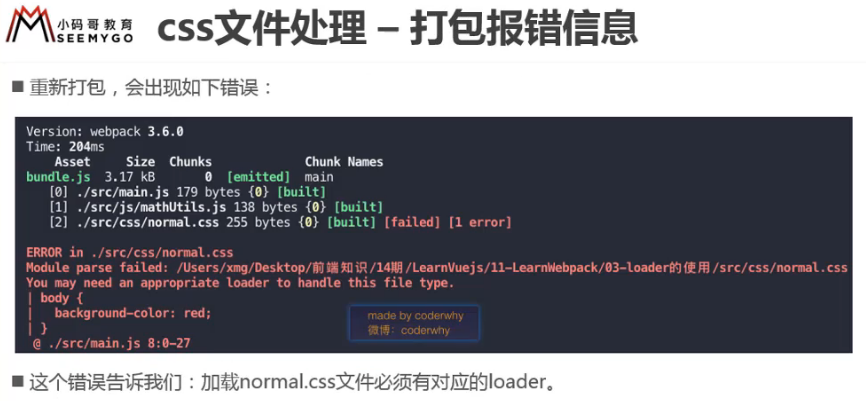 小码哥教育
SEEMYGO
css文件处理 – 打包报错信息
■ 重新打包，会出现如下错误：
Version: webpack 3.6.0
Time: 204ms
Asset Size Chunks Chunk Names
bundle.js 3.17 kB 0 [emitted] main
[0] ./src/main.js 179 bytes {0} [built]
[1] ./src/js/mathUtils.js 138 bytes {0} [built]
[2] ./src/css/normal.css 255 bytes {0} [built] [failed] [1 error]
ERROR in ./src/css/normal.css
Module parse failed: /Users/xmg/Desktop/前端知识/14期/LearnVuejs/11-LearnWebpack/03-loader的使用/src/css/normal.css
You may need an appropriate loader to handle this file type.
| body {
|   background-color: red;
| }
@ ./src/main.js 8:0-27
made by coderwhy
微博：coderwhy
■ 这个错误告诉我们：加载normal.css文件必须有对应的loader。